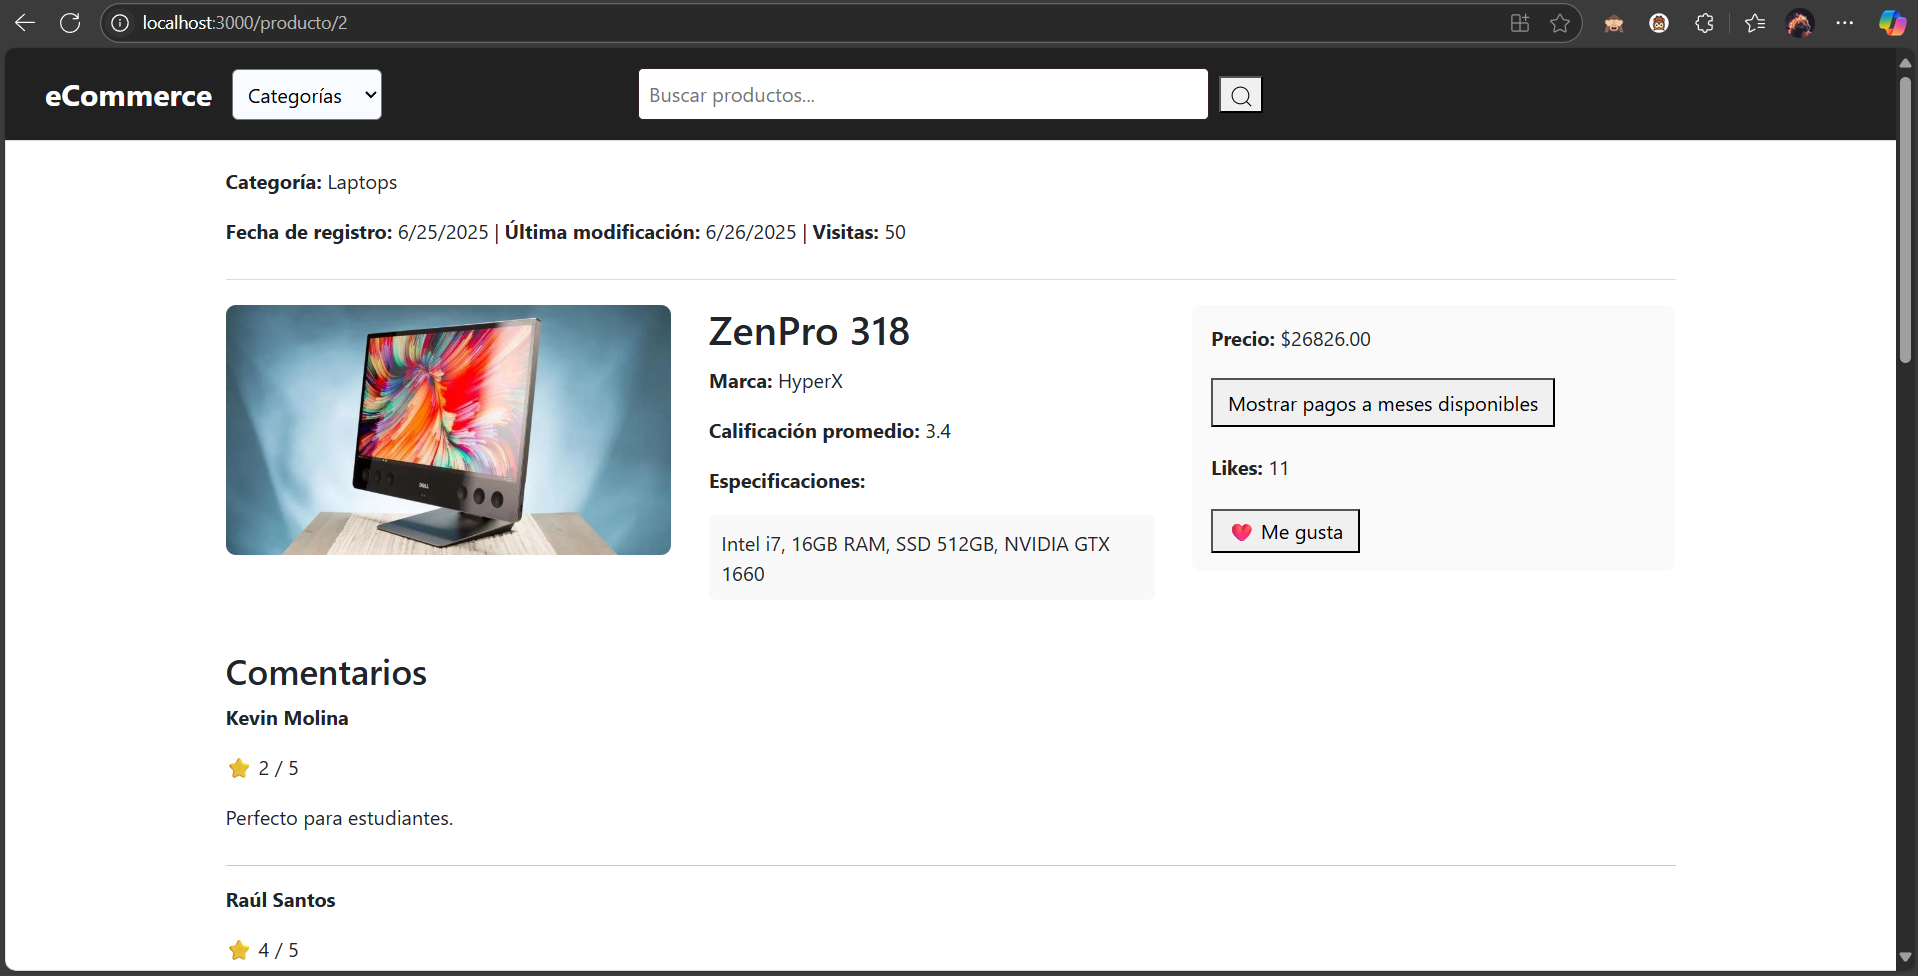 localhost:3000/producto/2
eCommerce
Categorías
Buscar productos...
Categoría: Laptops
Fecha de registro: 6/25/2025 | Última modificación: 6/26/2025 | Visitas: 50
ZenPro 318
Marca: HyperX
Calificación promedio: 3.4
Especificaciones:
Intel i7, 16GB RAM, SSD 512GB, NVIDIA GTX
1660
Precio: $26826.00
Mostrar pagos a meses disponibles
Likes: 11
Me gusta
DELL
Comentarios
Kevin Molina
2 / 5
Perfecto para estudiantes.
Raúl Santos
4 / 5